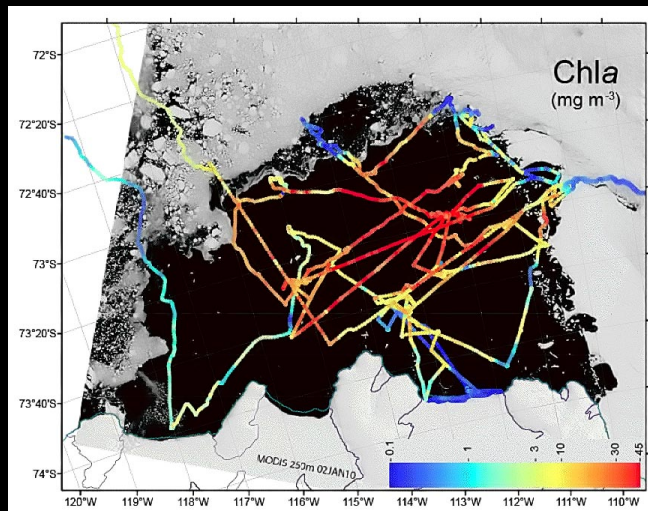 Chla
(mg m⁻³)
72°S
72°20'S
72°40'S
73°S
73°20'S
73°40'S
74°S
MODIS 250m 02JAN10
0.1
1
3
10
30
45
120°W
119°W
118°W
117°W
116°W
115°W
114°W
113°W
112°W
111°W
110°W